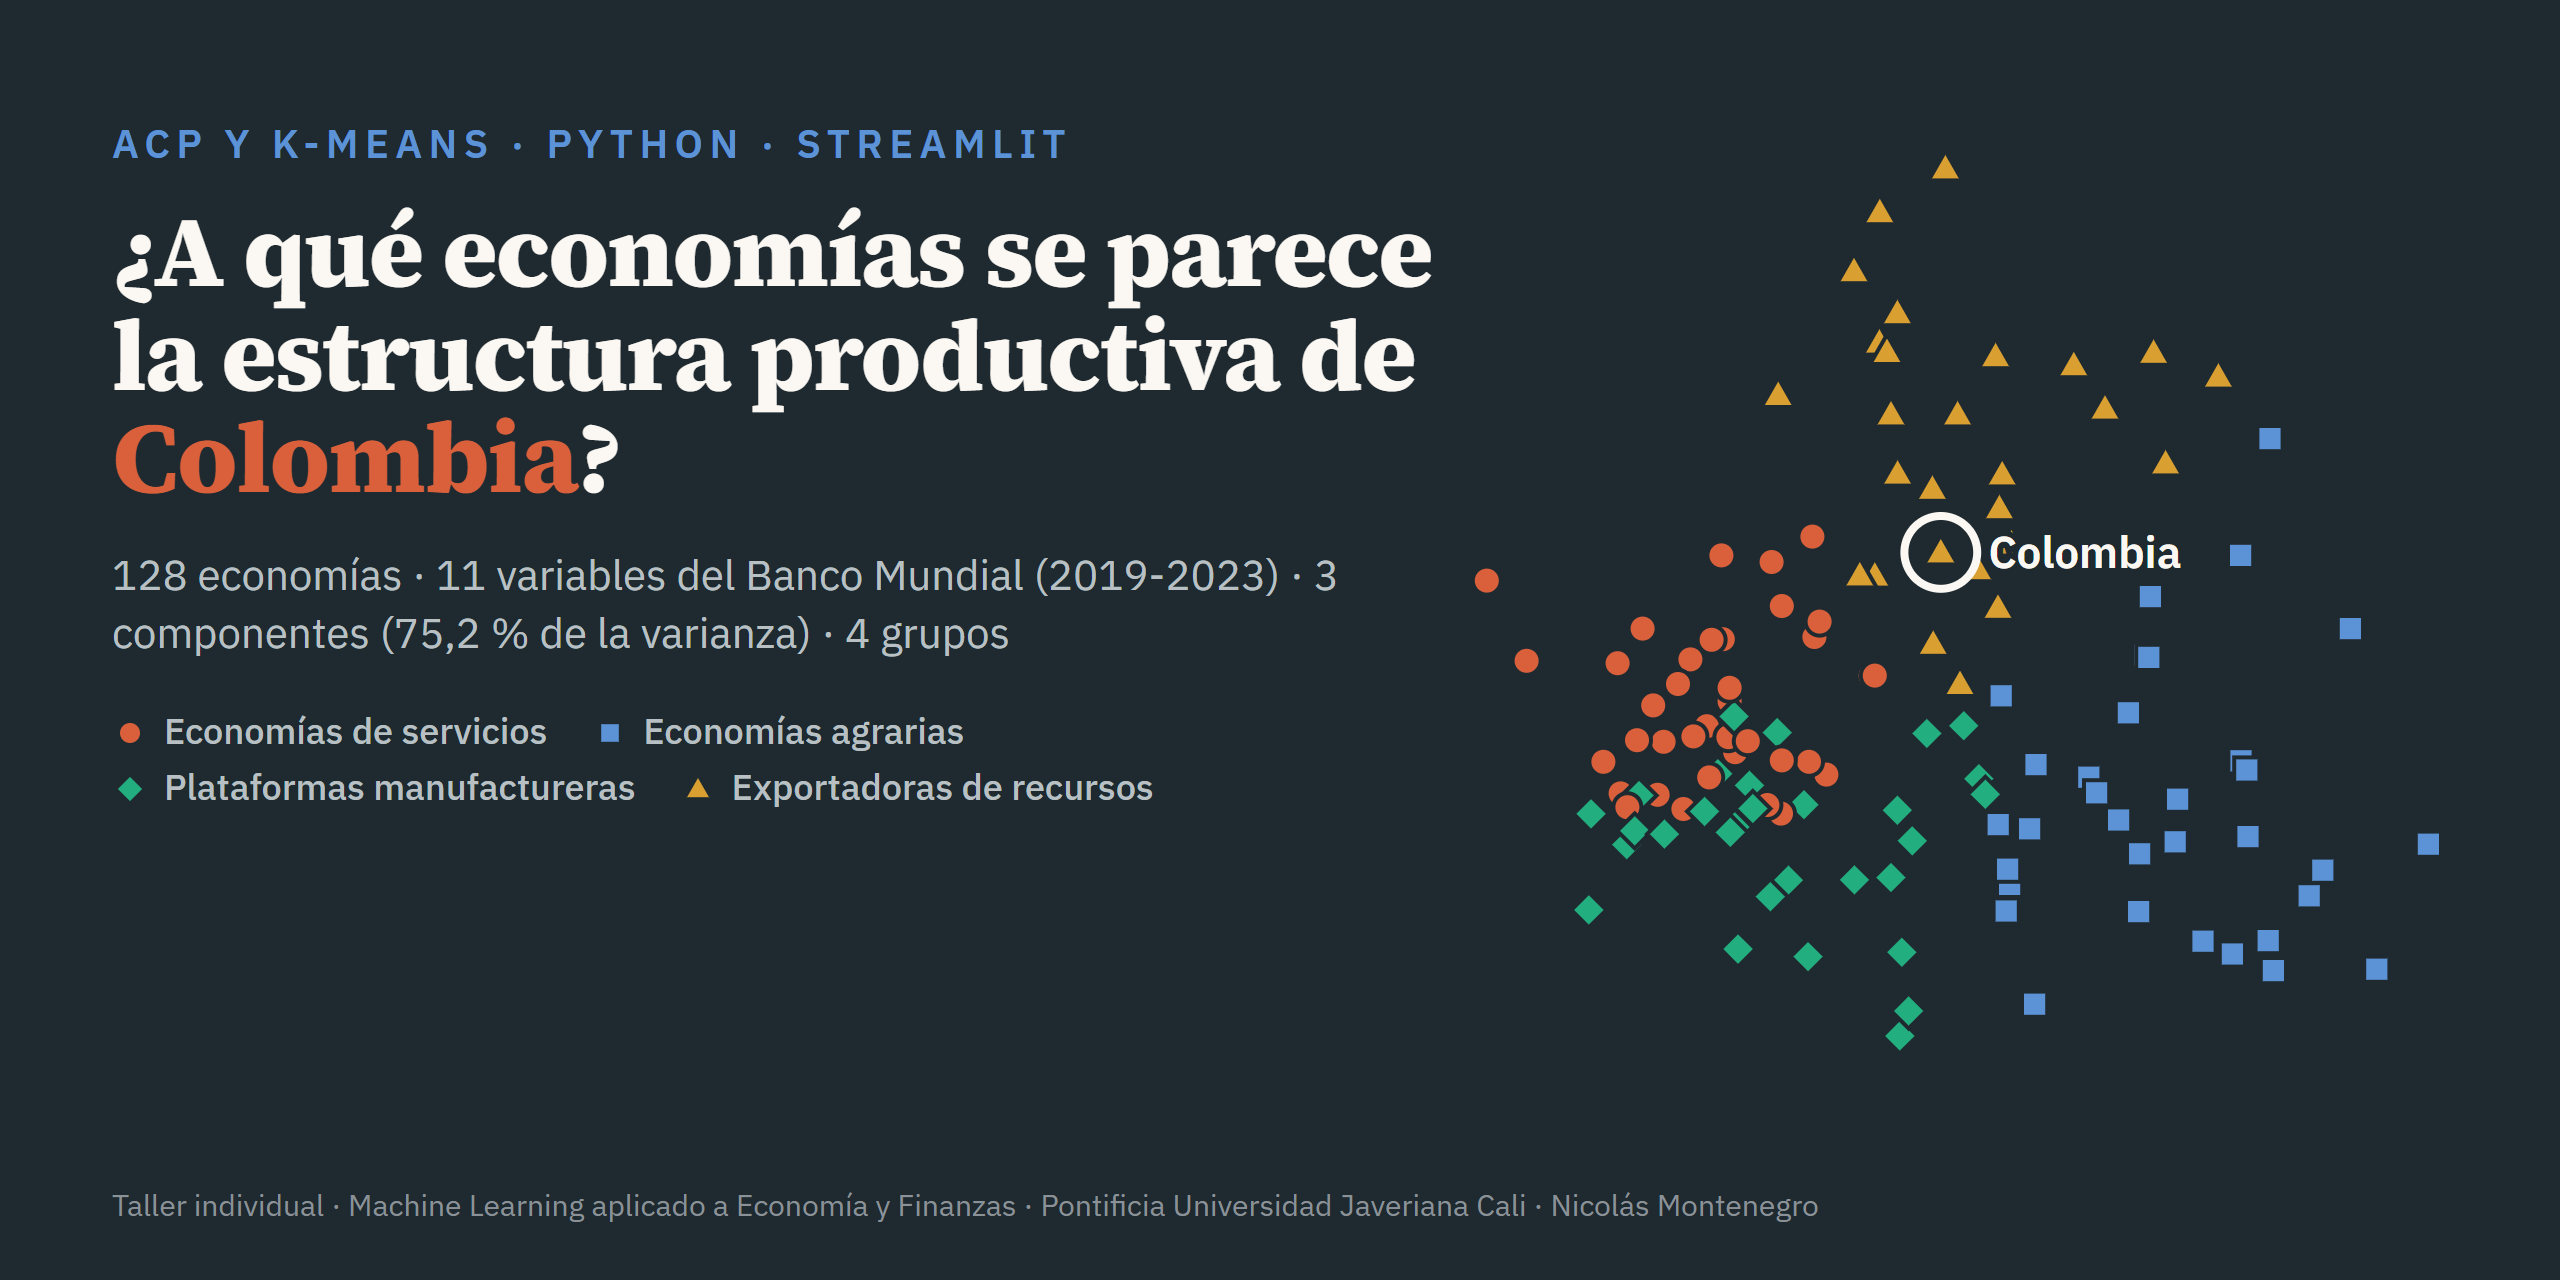 ACP Y K-MEANS · PYTHON · STREAMLIT
¿A qué economías se parece
la estructura productiva de
Colombia?
128 economías · 11 variables del Banco Mundial (2019-2023) · 3
componentes (75,2 % de la varianza) · 4 grupos
Economías de servicios
Economías agrarias
Plataformas manufactureras
Exportadoras de recursos
Colombia
Taller individual · Machine Learning aplicado a Economía y Finanzas · Pontificia Universidad Javeriana Cali · Nicolás Montenegro